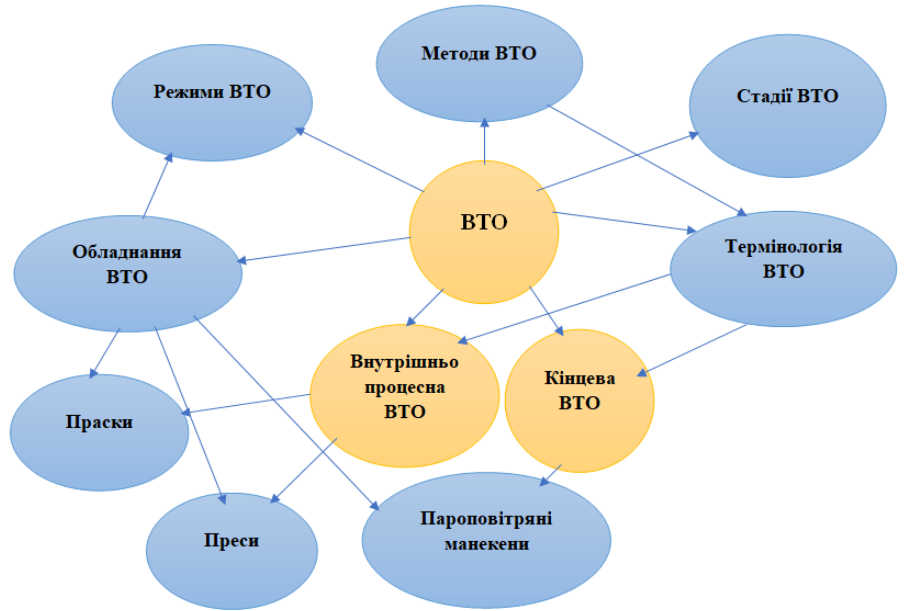 Методи ВТО
Режими ВТО
Стадії ВТО
ВТО
Обладнання
ВТО
Термінологія
ВТО
Внутрішньо
процесна
ВТО
Кінцева
ВТО
Праски
Преси
Пароповітряні
манекени